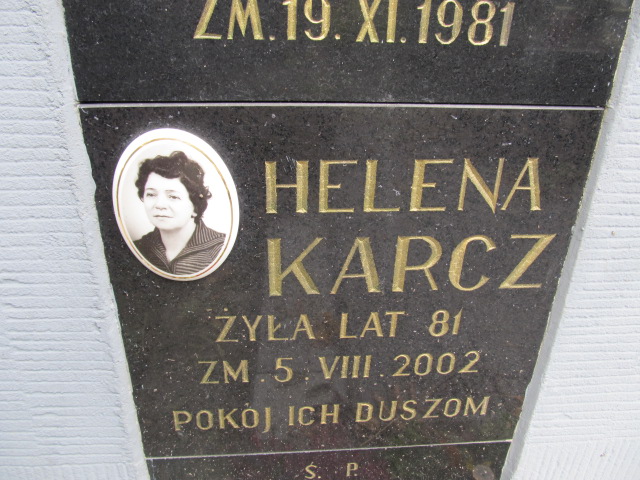 ZM.19.XI.1981
HELENA
KARCZ
ŻYŁA LAT 81
ZM.5.VIII.2002
POKÓJ ICH DUSZOM
Ś. P.